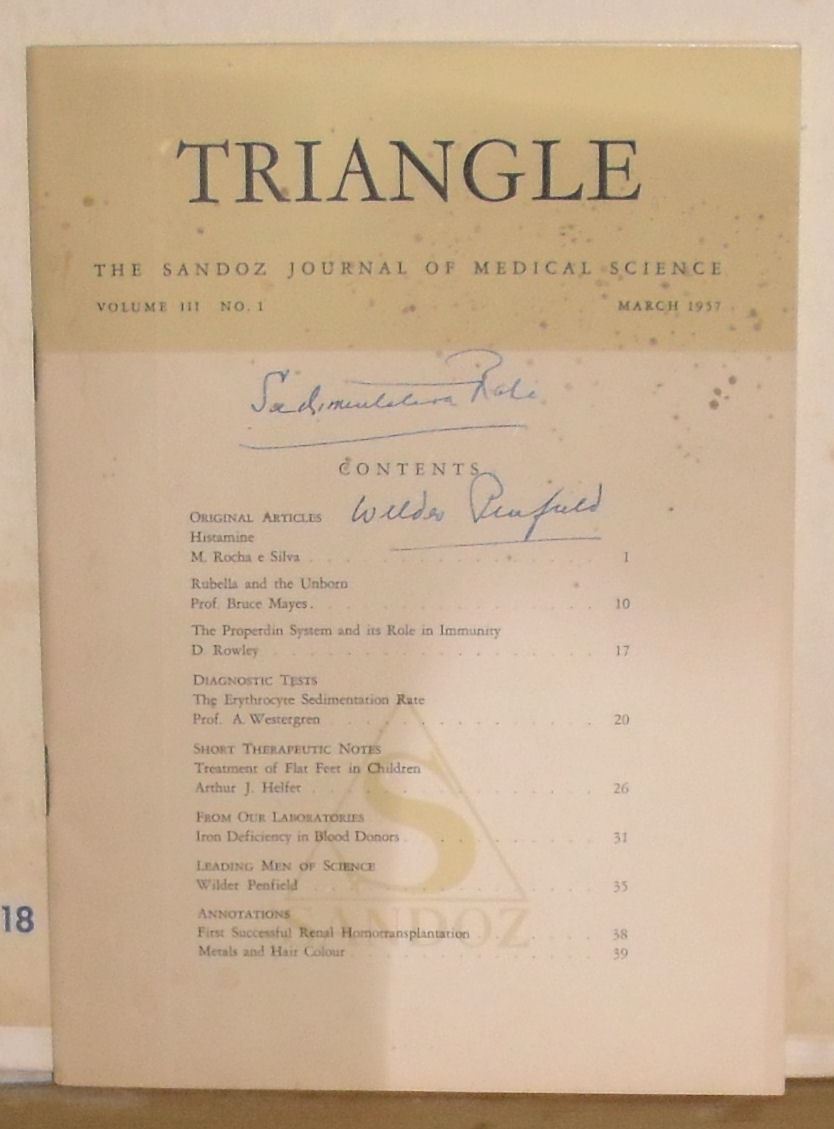 TRIANGLE
THE SANDOZ JOURNAL OF MEDICAL SCIENCE
VOLUME III NO. 1 MARCH 1957
Sedimentation Rate
CONTENTS
Wilder Penfield
ORIGINAL ARTICLES
Histamine
M. Rocha e Silva . . . . . . . . . . . . . 1
Rubella and the Unborn
Prof. Bruce Mayes . . . . . . . . . . . . . 10
The Properdin System and its Role in Immunity
D. Rowley . . . . . . . . . . . . . 17
DIAGNOSTIC TESTS
The Erythrocyte Sedimentation Rate
Prof. A. Westergren . . . . . . . . . . . . . 20
SHORT THERAPEUTIC NOTES
Treatment of Flat Feet in Children
Arthur J. Helfet . . . . . . . . . . . . . 26
FROM OUR LABORATORIES
Iron Deficiency in Blood Donors . . . . . . . . 31
LEADING MEN OF SCIENCE
Wilder Penfield . . . . . . . . . . . . . 35
ANNOTATIONS
First Successful Renal Homotransplantation . . . . . 38
Metals and Hair Colour . . . . . . . . . . . 39
S
SANDOZ
18